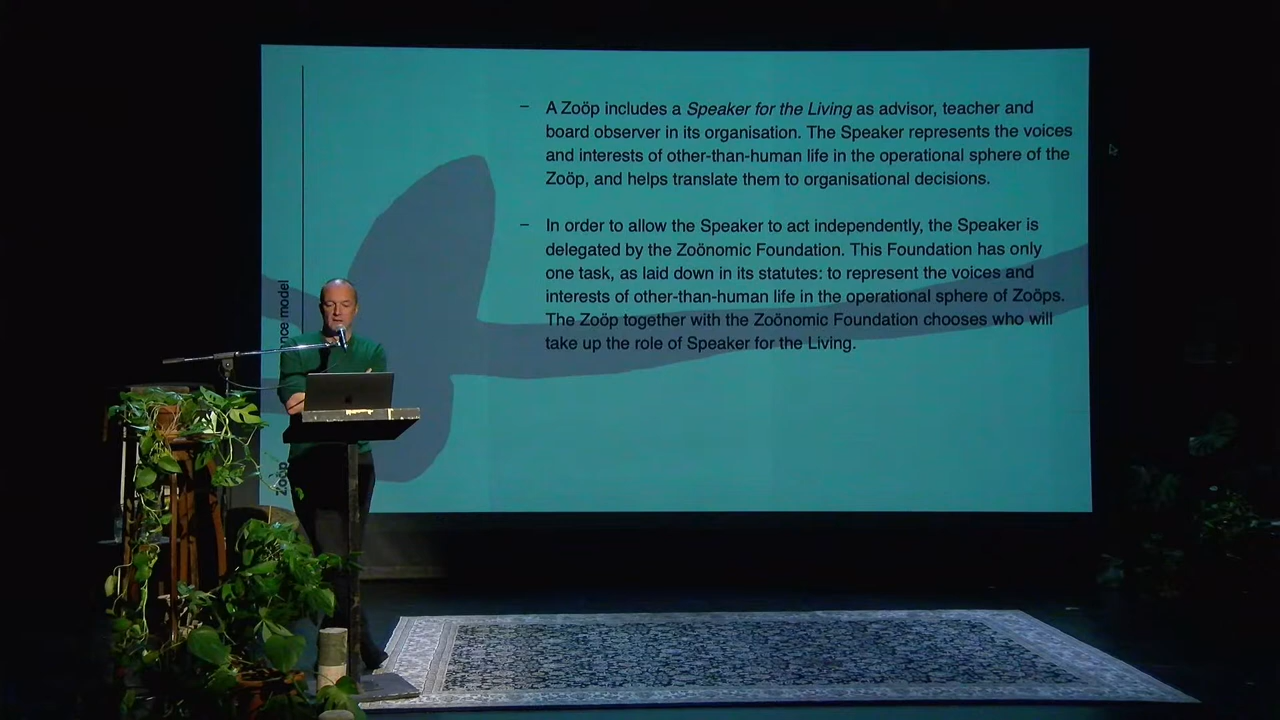 – A Zoöp includes a Speaker for the Living as advisor, teacher and
board observer in its organisation. The Speaker represents the voices
and interests of other-than-human life in the operational sphere of the
Zoöp, and helps translate them to organisational decisions.
– In order to allow the Speaker to act independently, the Speaker is
delegated by the Zoönomic Foundation. This Foundation has only
one task, as laid down in its statutes: to represent the voices and
interests of other-than-human life in the operational sphere of Zoöps.
The Zoöp together with the Zoönomic Foundation chooses who will
take up the role of Speaker for the Living.
Zoöp
model